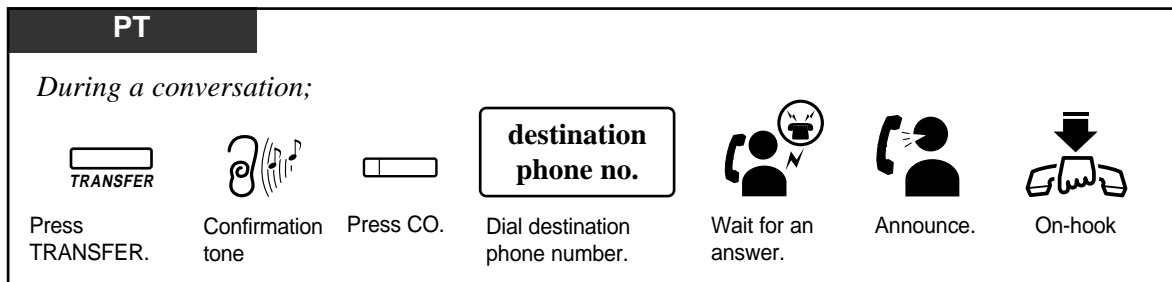 PT
During a conversation;
destination
phone no.
TRANSFER
Press
TRANSFER.
Confirmation
tone
Press CO.
Dial destination
phone number.
Wait for an
answer.
Announce.
On-hook